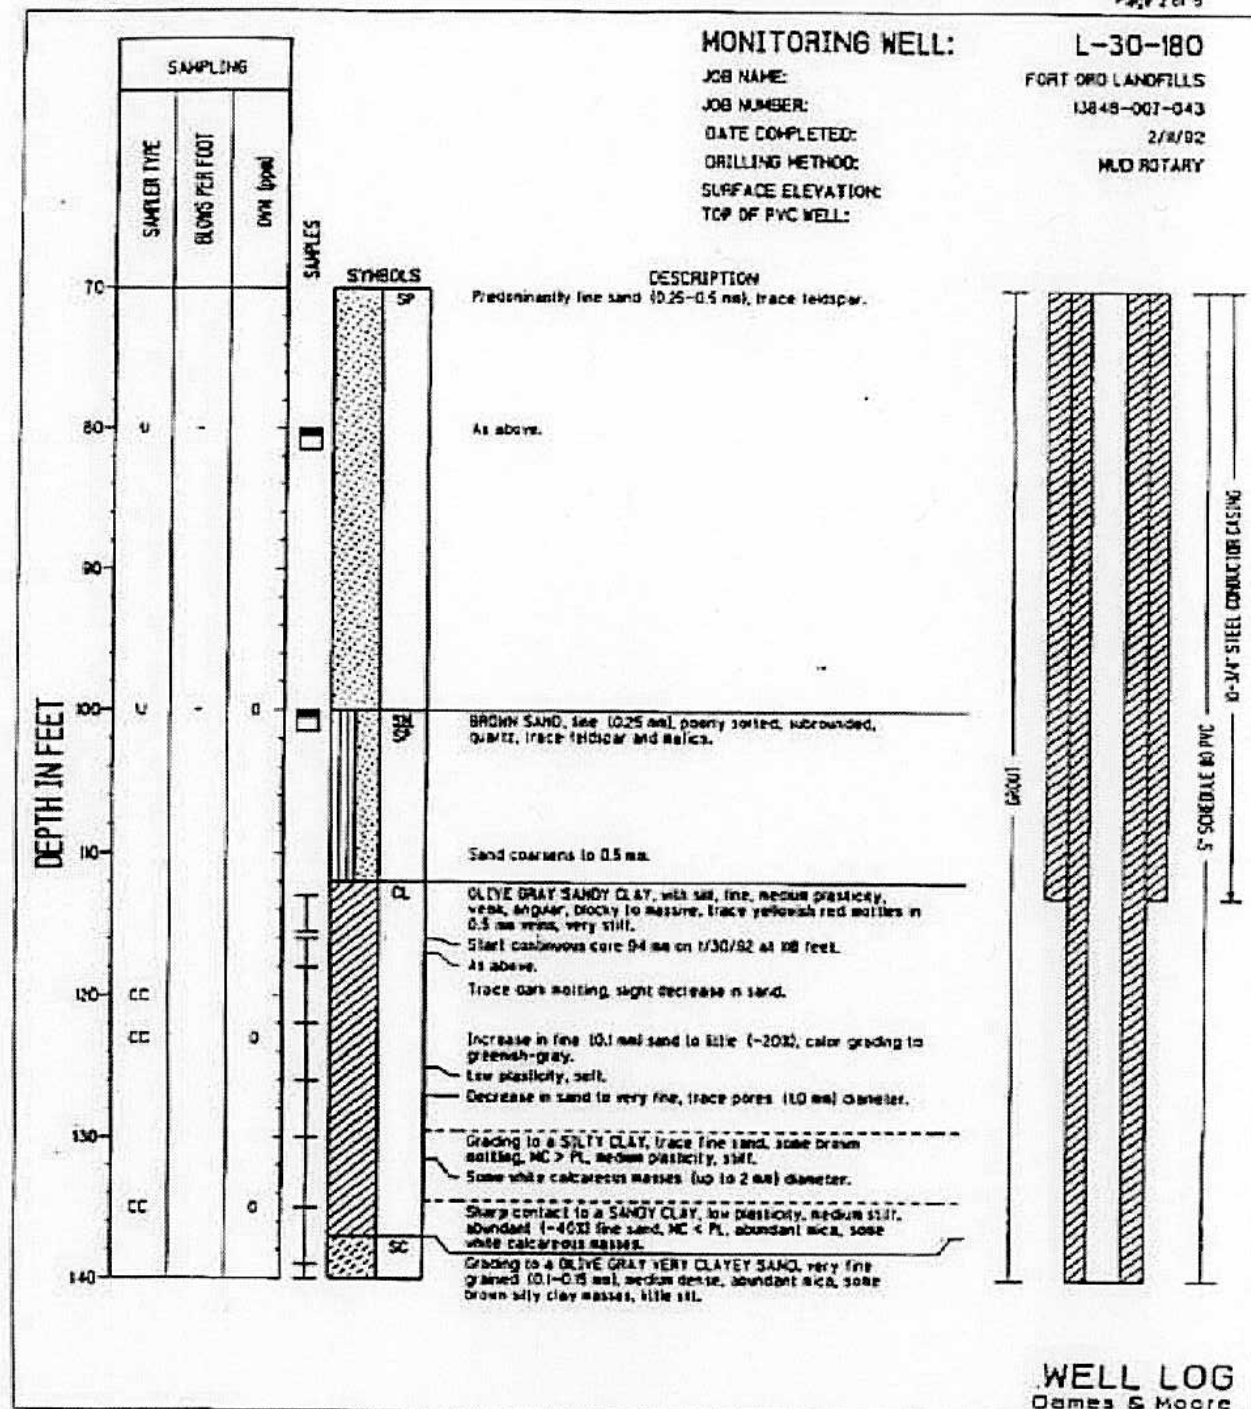 Page 2 of
MONITORING WELL: L-30-180
JOB NAME: FORT ORD LANDFILLS
JOB NUMBER:
DATE COMPLETED:
DRILLING METHOD: MUD ROTARY
SURFACE ELEVATION:
TOP OF PVC WELL:
SAMPLING
SAMPLER TYPE
BLOWS PER FOOT
OVM (ppm)
SAMPLES
SYMBOLS
DESCRIPTION
DEPTH IN FEET
70
SP
Predominantly fine sand (0.25-0.5 mm), trace feldspar.
80 U -
As above.
90
100 U - 0
SM
SP
BROWN SAND, fine (0.25 mm), poorly sorted, subrounded,
quartz, trace feldspar and mafics.
110
Sand coarsens to 0.5 mm.
CL
OLIVE GRAY SANDY CLAY, with silt, fine, medium plasticity,
weak, angular, blocky to massive, trace yellowish red mottles in
0.5 mm veins, very stiff.
Start continuous core 94 mm on 1/30/92 at feet.
As above.
120 CC
Trace dark mottling, slight decrease in sand.
CC 0
Increase in fine (0.1 mm) sand to little (~20%), color grading to
greenish-gray.
Low plasticity, soft.
Decrease in sand to very fine, trace pores (1.0 mm) diameter.
130
Grading to a SILTY CLAY, trace fine sand, some brown
mottling, MC > PL, medium plasticity, stiff.
Some white calcareous masses (up to 2 mm) diameter.
CC 0
Sharp contact to a SANDY CLAY, low plasticity, medium stiff,
abundant (~40%) fine sand, MC < PL, abundant mica, some
white calcareous masses.
SC
140
Grading to a OLIVE GRAY VERY CLAYEY SAND, very fine
grained (0.1-0.15 mm), medium dense, abundant mica, some
brown silty clay masses, little silt.
GROUT
5" SCHEDULE 80 PVC
10-3/4" STEEL CONDUCTOR CASING
WELL LOG
Dames & Moore